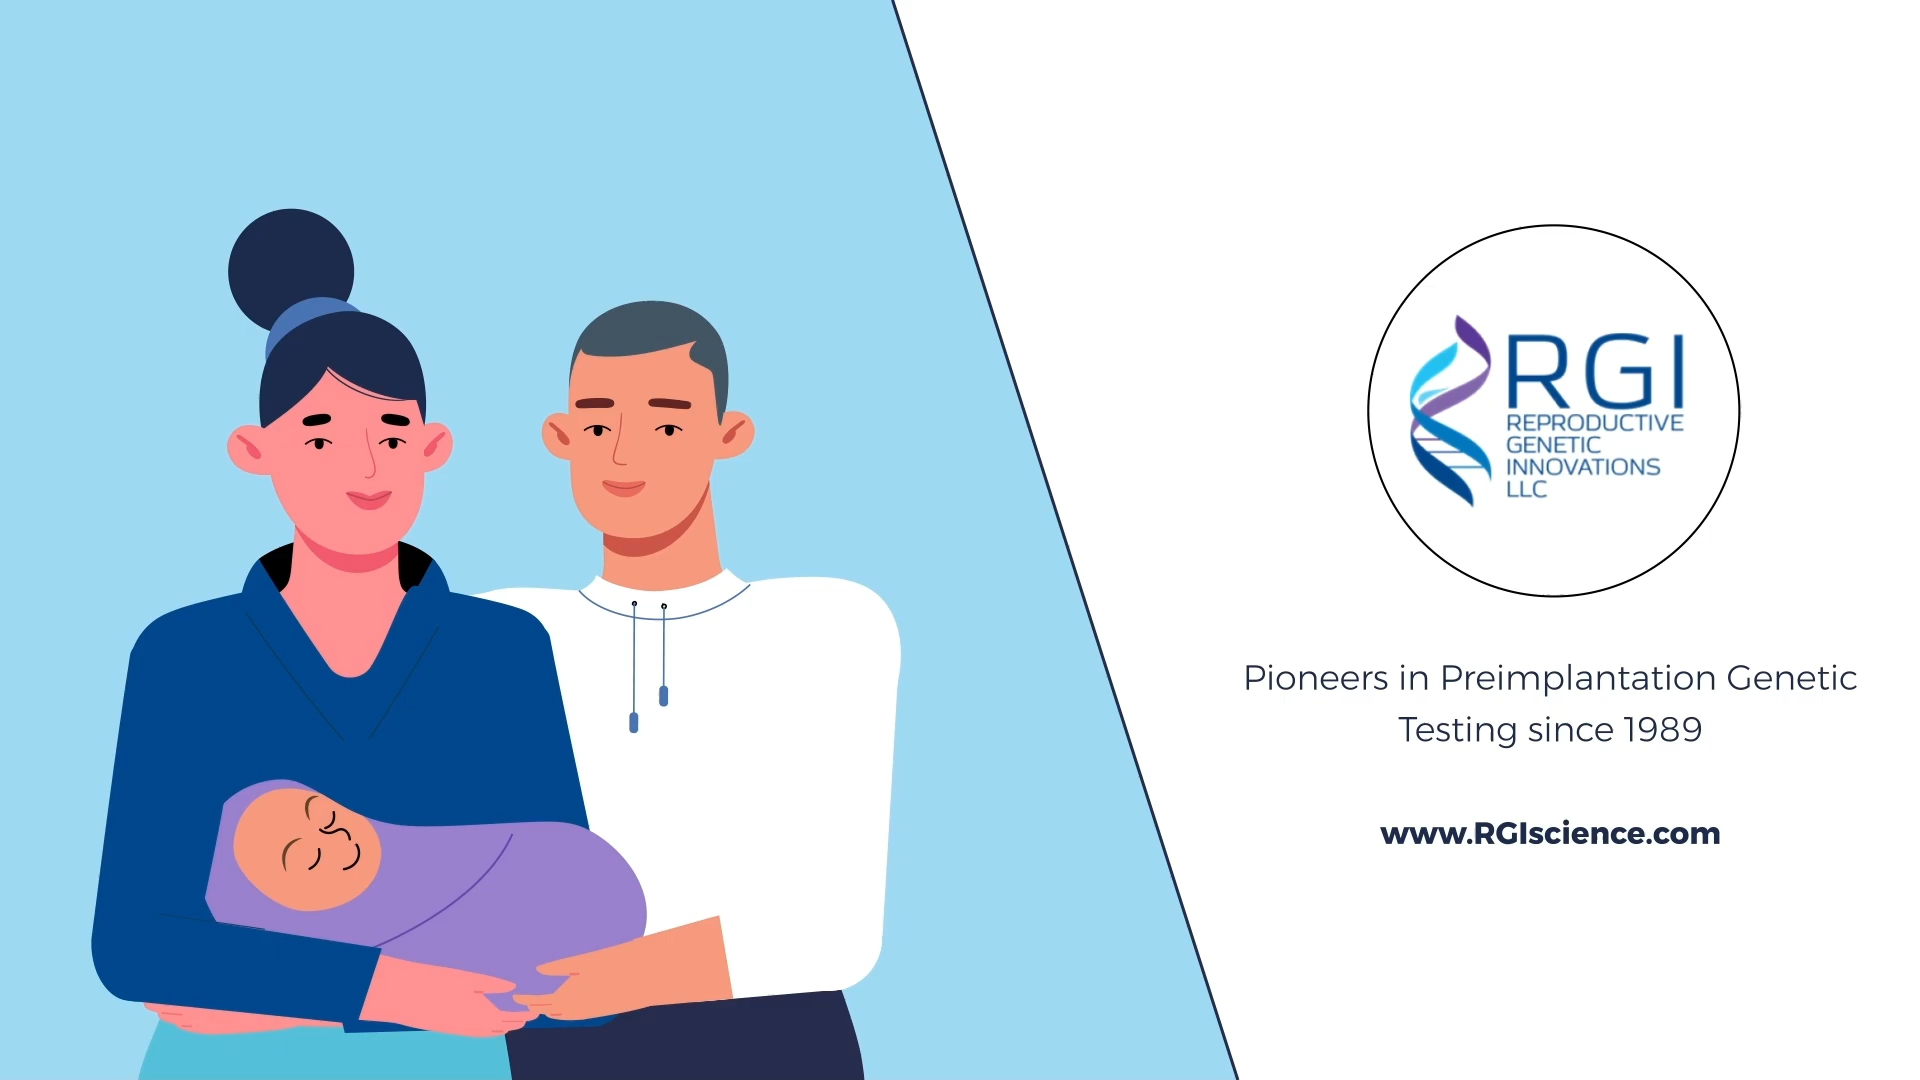 RGI
REPRODUCTIVE
GENETIC
INNOVATIONS
LLC
Pioneers in Preimplantation Genetic
Testing since 1989
www.RGIscience.com